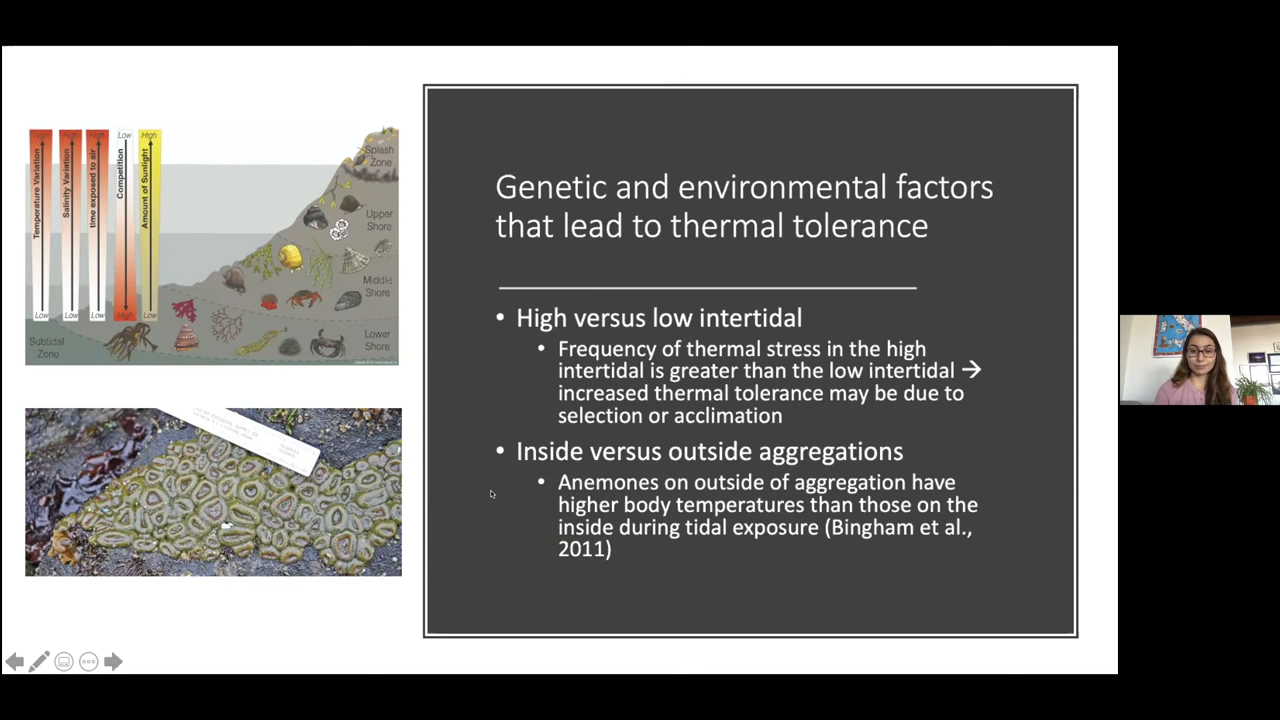 High
High
High
Low
High
Temperature Variation
Salinity Variation
time exposed to air
Competition
Amount of Sunlight
Low
Low
Low
High
Low
Splash
Zone
Upper
Shore
Middle
Shore
Lower
Shore
Subtidal
Zone
Genetic and environmental factors
that lead to thermal tolerance
• High versus low intertidal
• Frequency of thermal stress in the high
intertidal is greater than the low intertidal →
increased thermal tolerance may be due to
selection or acclimation
• Inside versus outside aggregations
• Anemones on outside of aggregation have
higher body temperatures than those on the
inside during tidal exposure (Bingham et al.,
2011)